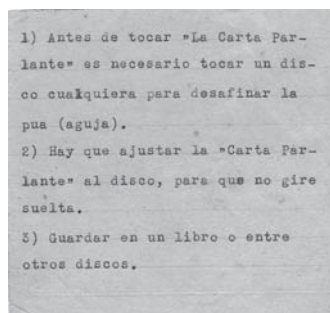 1) Antes de tocar "La Carta Par-
lante" es necesario tocar un dis-
co cualquiera para desafinar la
pua (aguja).
2) Hay que ajustar la "Carta Par-
lante" al disco, para que no gire
suelta.
3) Guardar en un libro o entre
otros discos.